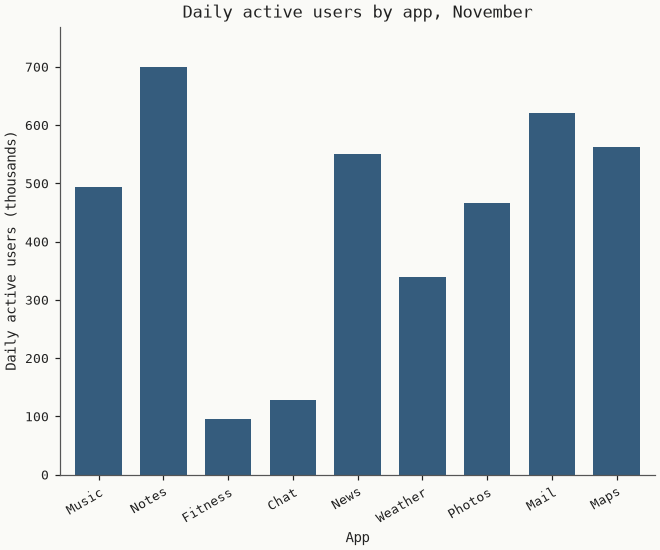 Daily active users by app, November
Daily active users (thousands)
700
600
500
400
300
200
100
0
Music
Notes
Fitness
Chat
News
Weather
Photos
Mail
Maps
App